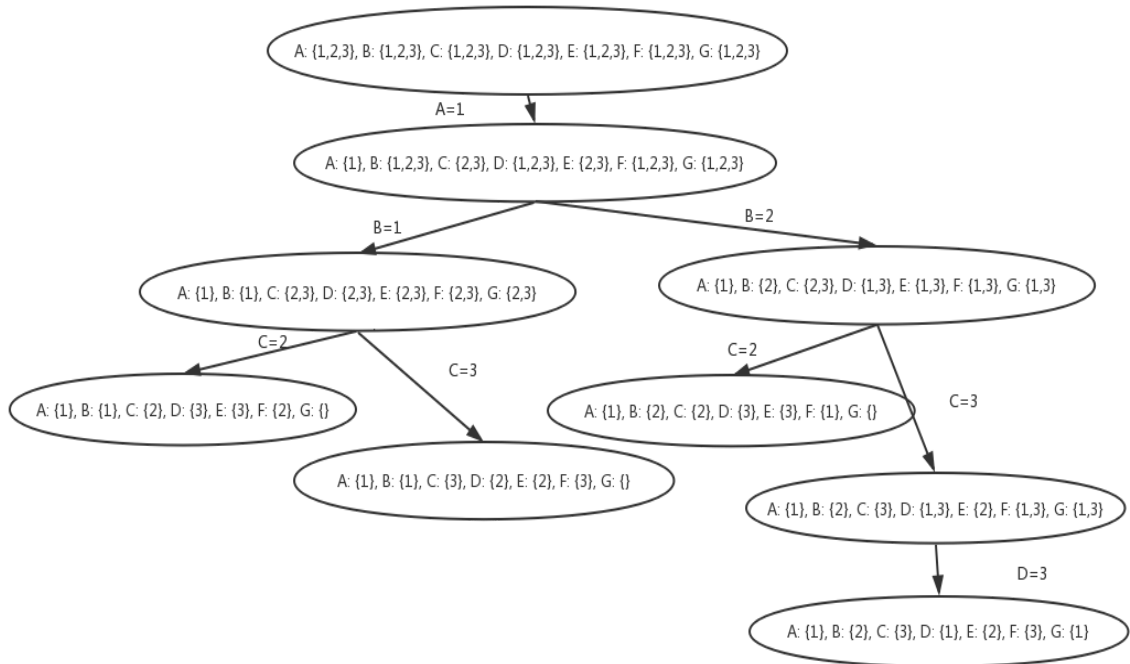 A: {1,2,3}, B: {1,2,3}, C: {1,2,3}, D: {1,2,3}, E: {1,2,3}, F: {1,2,3}, G: {1,2,3}
A=1
A: {1}, B: {1,2,3}, C: {2,3}, D: {1,2,3}, E: {2,3}, F: {1,2,3}, G: {1,2,3}
B=1
B=2
A: {1}, B: {1}, C: {2,3}, D: {2,3}, E: {2,3}, F: {2,3}, G: {2,3}
A: {1}, B: {2}, C: {2,3}, D: {1,3}, E: {1,3}, F: {1,3}, G: {1,3}
C=2
C=3
C=2
C=3
A: {1}, B: {1}, C: {2}, D: {3}, E: {3}, F: {2}, G: {}
A: {1}, B: {2}, C: {2}, D: {3}, E: {3}, F: {1}, G: {}
A: {1}, B: {1}, C: {3}, D: {2}, E: {2}, F: {3}, G: {}
A: {1}, B: {2}, C: {3}, D: {1,3}, E: {2}, F: {1,3}, G: {1,3}
D=3
A: {1}, B: {2}, C: {3}, D: {1}, E: {2}, F: {3}, G: {1}